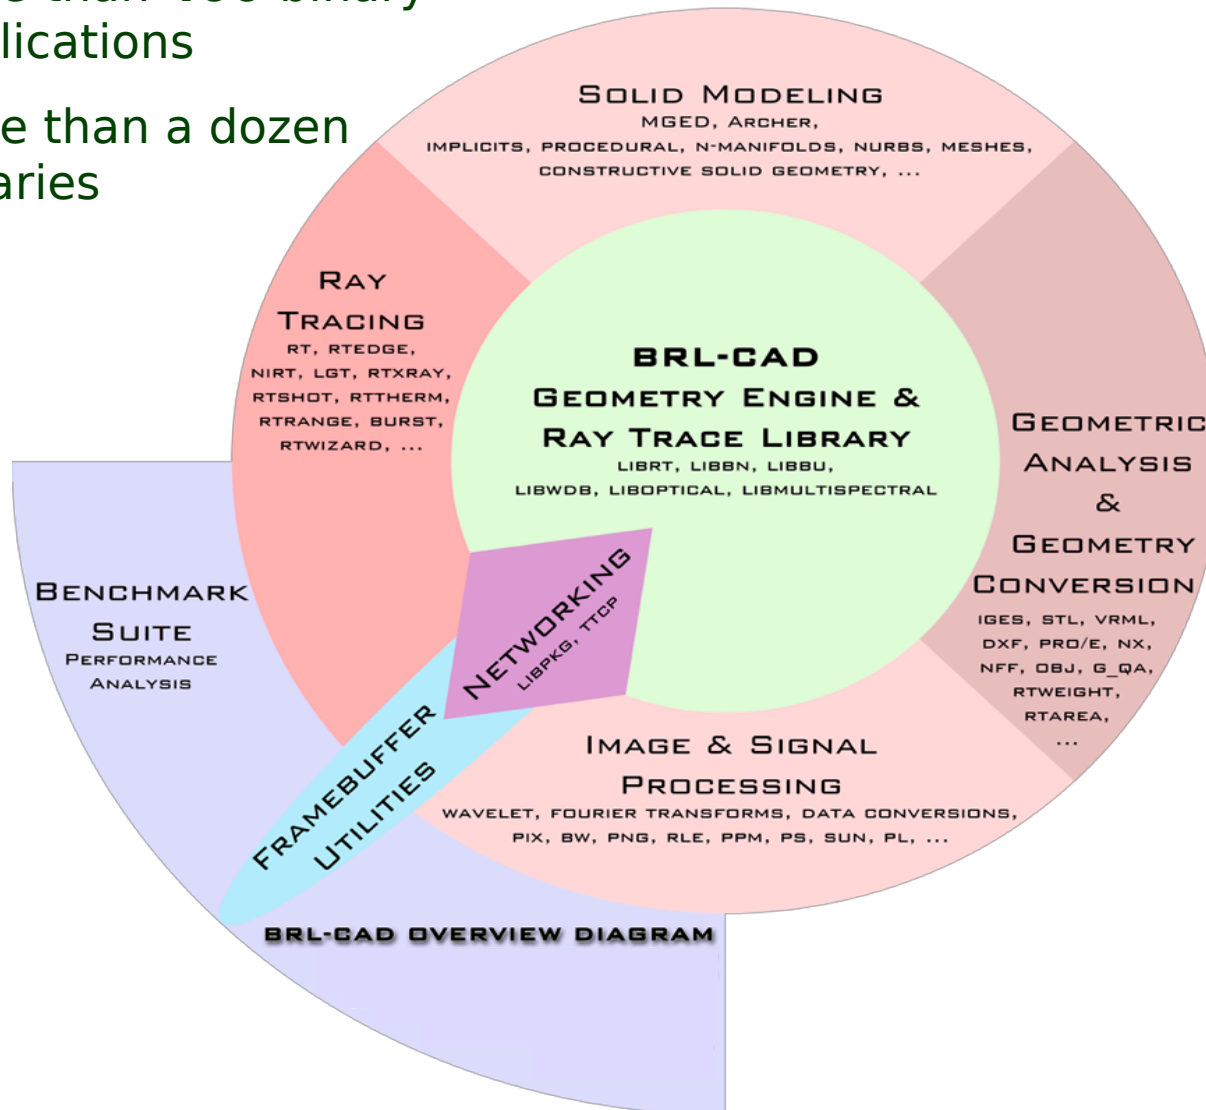 than binary
lications
e than a dozen
aries
SOLID MODELING
MGED, ARCHER,
IMPLICITS, PROCEDURAL, N-MANIFOLDS, NURBS, MESHES,
CONSTRUCTIVE SOLID GEOMETRY, ...
RAY
TRACING
RT, RTEDGE,
NIRT, LGT, RTXRAY,
RTSHOT, RTTHERM,
RTRANGE, BURST,
RTWIZARD, ...
BRL-CAD
GEOMETRY ENGINE &
RAY TRACE LIBRARY
LIBRT, LIBBN, LIBBU,
LIBWDB, LIBOPTICAL, LIBMULTISPECTRAL
GEOMETRIC
ANALYSIS
&
GEOMETRY
CONVERSION
IGES, STL, VRML,
DXF, PRO/E, NX,
NFF, OBJ, G_QA,
RTWEIGHT,
RTAREA,
...
NETWORKING
LIBPKG, TTCP
BENCHMARK
SUITE
PERFORMANCE
ANALYSIS
FRAMEBUFFER
UTILITIES
IMAGE & SIGNAL
PROCESSING
WAVELET, FOURIER TRANSFORMS, DATA CONVERSIONS,
PIX, BW, PNG, RLE, PPM, PS, SUN, PL, ...
BRL-CAD OVERVIEW DIAGRAM